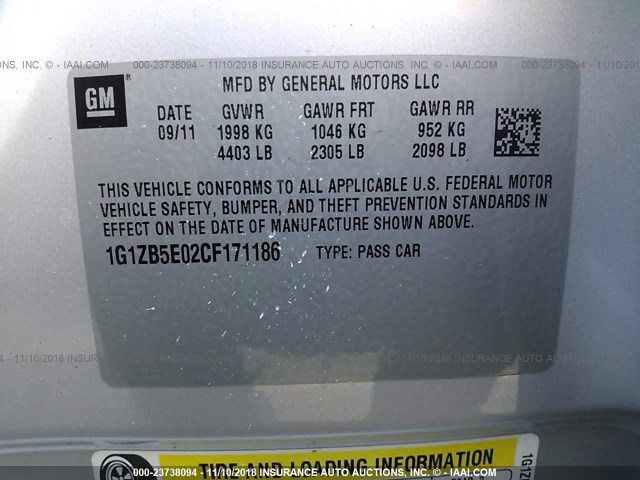 000-23738094 - 11/10/2018 INSURANCE AUTO AUCTIONS © - IAAI.COM
GM
MFD BY GENERAL MOTORS LLC
DATE GVWR GAWR FRT GAWR RR
09/11 1998 KG 1046 KG 952 KG
4403 LB 2305 LB 2098 LB
THIS VEHICLE CONFORMS TO ALL APPLICABLE U.S. FEDERAL MOTOR
VEHICLE SAFETY, BUMPER, AND THEFT PREVENTION STANDARDS IN
EFFECT ON THE DATE OF MANUFACTURE SHOWN ABOVE.
1G1ZB5E02CF171186 TYPE: PASS CAR
000-23738094 - 11/10/2018 INSURANCE AUTO AUCTIONS © - IAAI.COM
TIRE AND LOADING INFORMATION
1G1Z
000-23738094 - 11/10/2018 INSURANCE AUTO AUCTIONS © - IAAI.COM